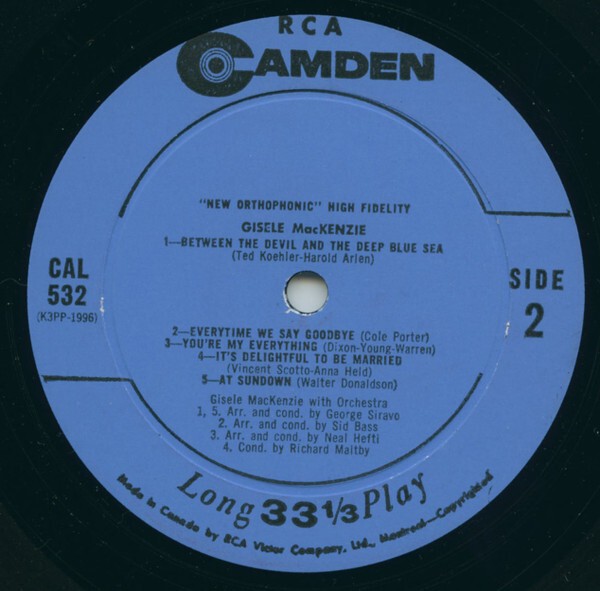 RCA
CAMDEN
"NEW ORTHOPHONIC" HIGH FIDELITY
GISELE MacKENZIE
1—BETWEEN THE DEVIL AND THE DEEP BLUE SEA
(Ted Koehler-Harold Arlen)
CAL
532
(K3PP-1996)
SIDE
2
2—EVERYTIME WE SAY GOODBYE (Cole Porter)
3—YOU'RE MY EVERYTHING (Dixon-Young-Warren)
4—IT'S DELIGHTFUL TO BE MARRIED
(Vincent Scotto-Anna Held)
5—AT SUNDOWN (Walter Donaldson)
Gisele MacKenzie with Orchestra
1, 5. Arr. and cond. by George Siravo
2. Arr. and cond. by Sid Bass
3. Arr. and cond. by Neal Hefti
4. Cond. by Richard Maltby
Long 33 1/3 Play
Made in Canada by RCA Victor Company, Ltd., Montreal—Copyrighted